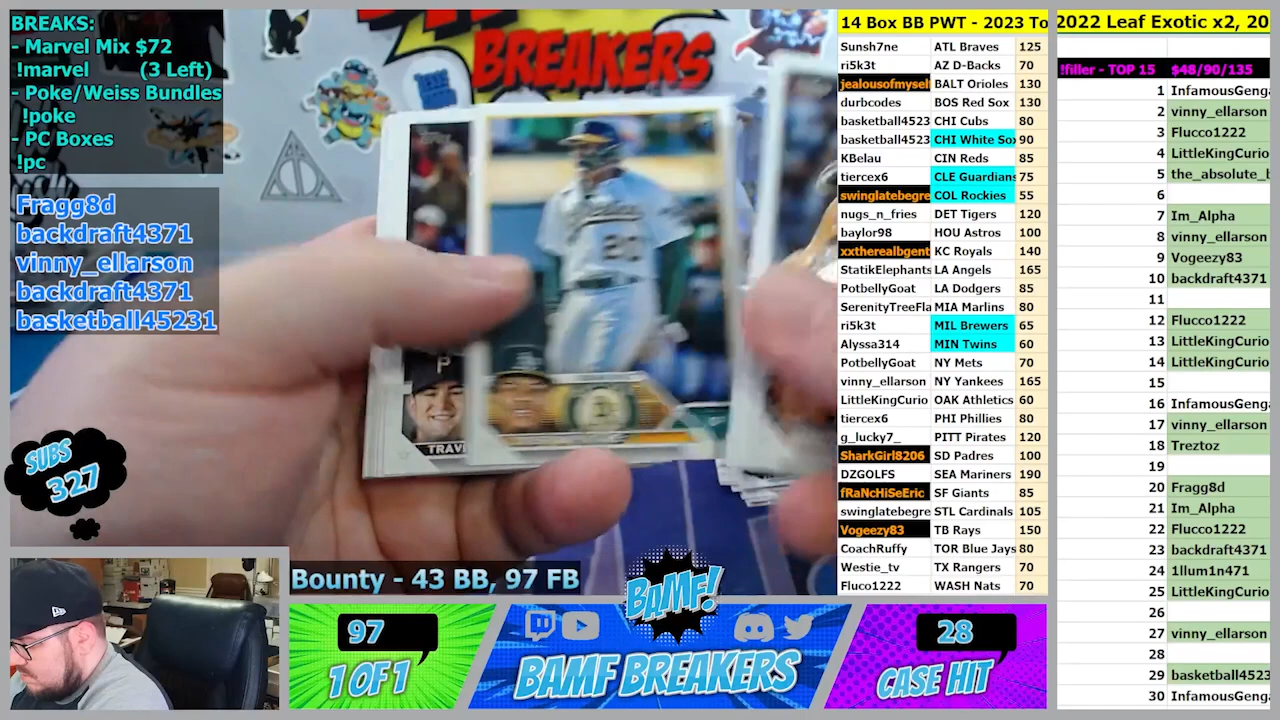 BREAKS:
- Marvel Mix $72
!marvel (3 Left)
- Poke/Weiss Bundles
!poke
- PC Boxes
!pc
Fragg8d
backdraft4371
vinny_ellarson
backdraft4371
basketball45231
SUBS
327
BREAKERS
P
TRAV
20
Bounty - 43 BB, 97 FB
BAMF!
97
1 OF 1
BAMF BREAKERS
28
CASE HIT
14 Box BB PWT - 2023 To
Sunsh7ne ATL Braves 125
ri5k3t AZ D-Backs 70
jealousofmysel BALT Orioles 130
durbcodes BOS Red Sox 130
basketball4523 CHI Cubs 80
basketball4523 CHI White Sox 90
KBelau CIN Reds 85
tiercex6 CLE Guardians 75
swinglatebegre COL Rockies 55
nugs_n_fries DET Tigers 120
baylor98 HOU Astros 100
xxtherealbgent KC Royals 140
StatikElephants LA Angels 165
PotbellyGoat LA Dodgers 85
SerenityTreeFla MIA Marlins 80
ri5k3t MIL Brewers 65
Alyssa314 MIN Twins 60
PotbellyGoat NY Mets 70
vinny_ellarson NY Yankees 165
LittleKingCurio OAK Athletics 60
tiercex6 PHI Phillies 80
g_lucky7_ PITT Pirates 120
SharkGirl8206 SD Padres 100
DZGOLFS SEA Mariners 190
fRaNcHiSeEric SF Giants 85
swinglatebegre STL Cardinals 105
Vogeezy83 TB Rays 150
CoachRuffy TOR Blue Jays 80
Westie_tv TX Rangers 70
Fluco1222 WASH Nats 70
2022 Leaf Exotic x2, 20
!filler - TOP 15 $48/90/135
1 InfamousGenga
2 vinny_ellarson
3 Flucco1222
4 LittleKingCurio
5 the_absolute_b
6
7 Im_Alpha
8 vinny_ellarson
9 Vogeezy83
10 backdraft4371
11
12 Flucco1222
13 LittleKingCurio
14 LittleKingCurio
15
16 InfamousGenga
17 vinny_ellarson
18 Treztoz
19
20 Fragg8d
21 Im_Alpha
22 Flucco1222
23 backdraft4371
24 1llum1n471
25 LittleKingCurio
26
27 vinny_ellarson
28
29 basketball4523
30 InfamousGenga